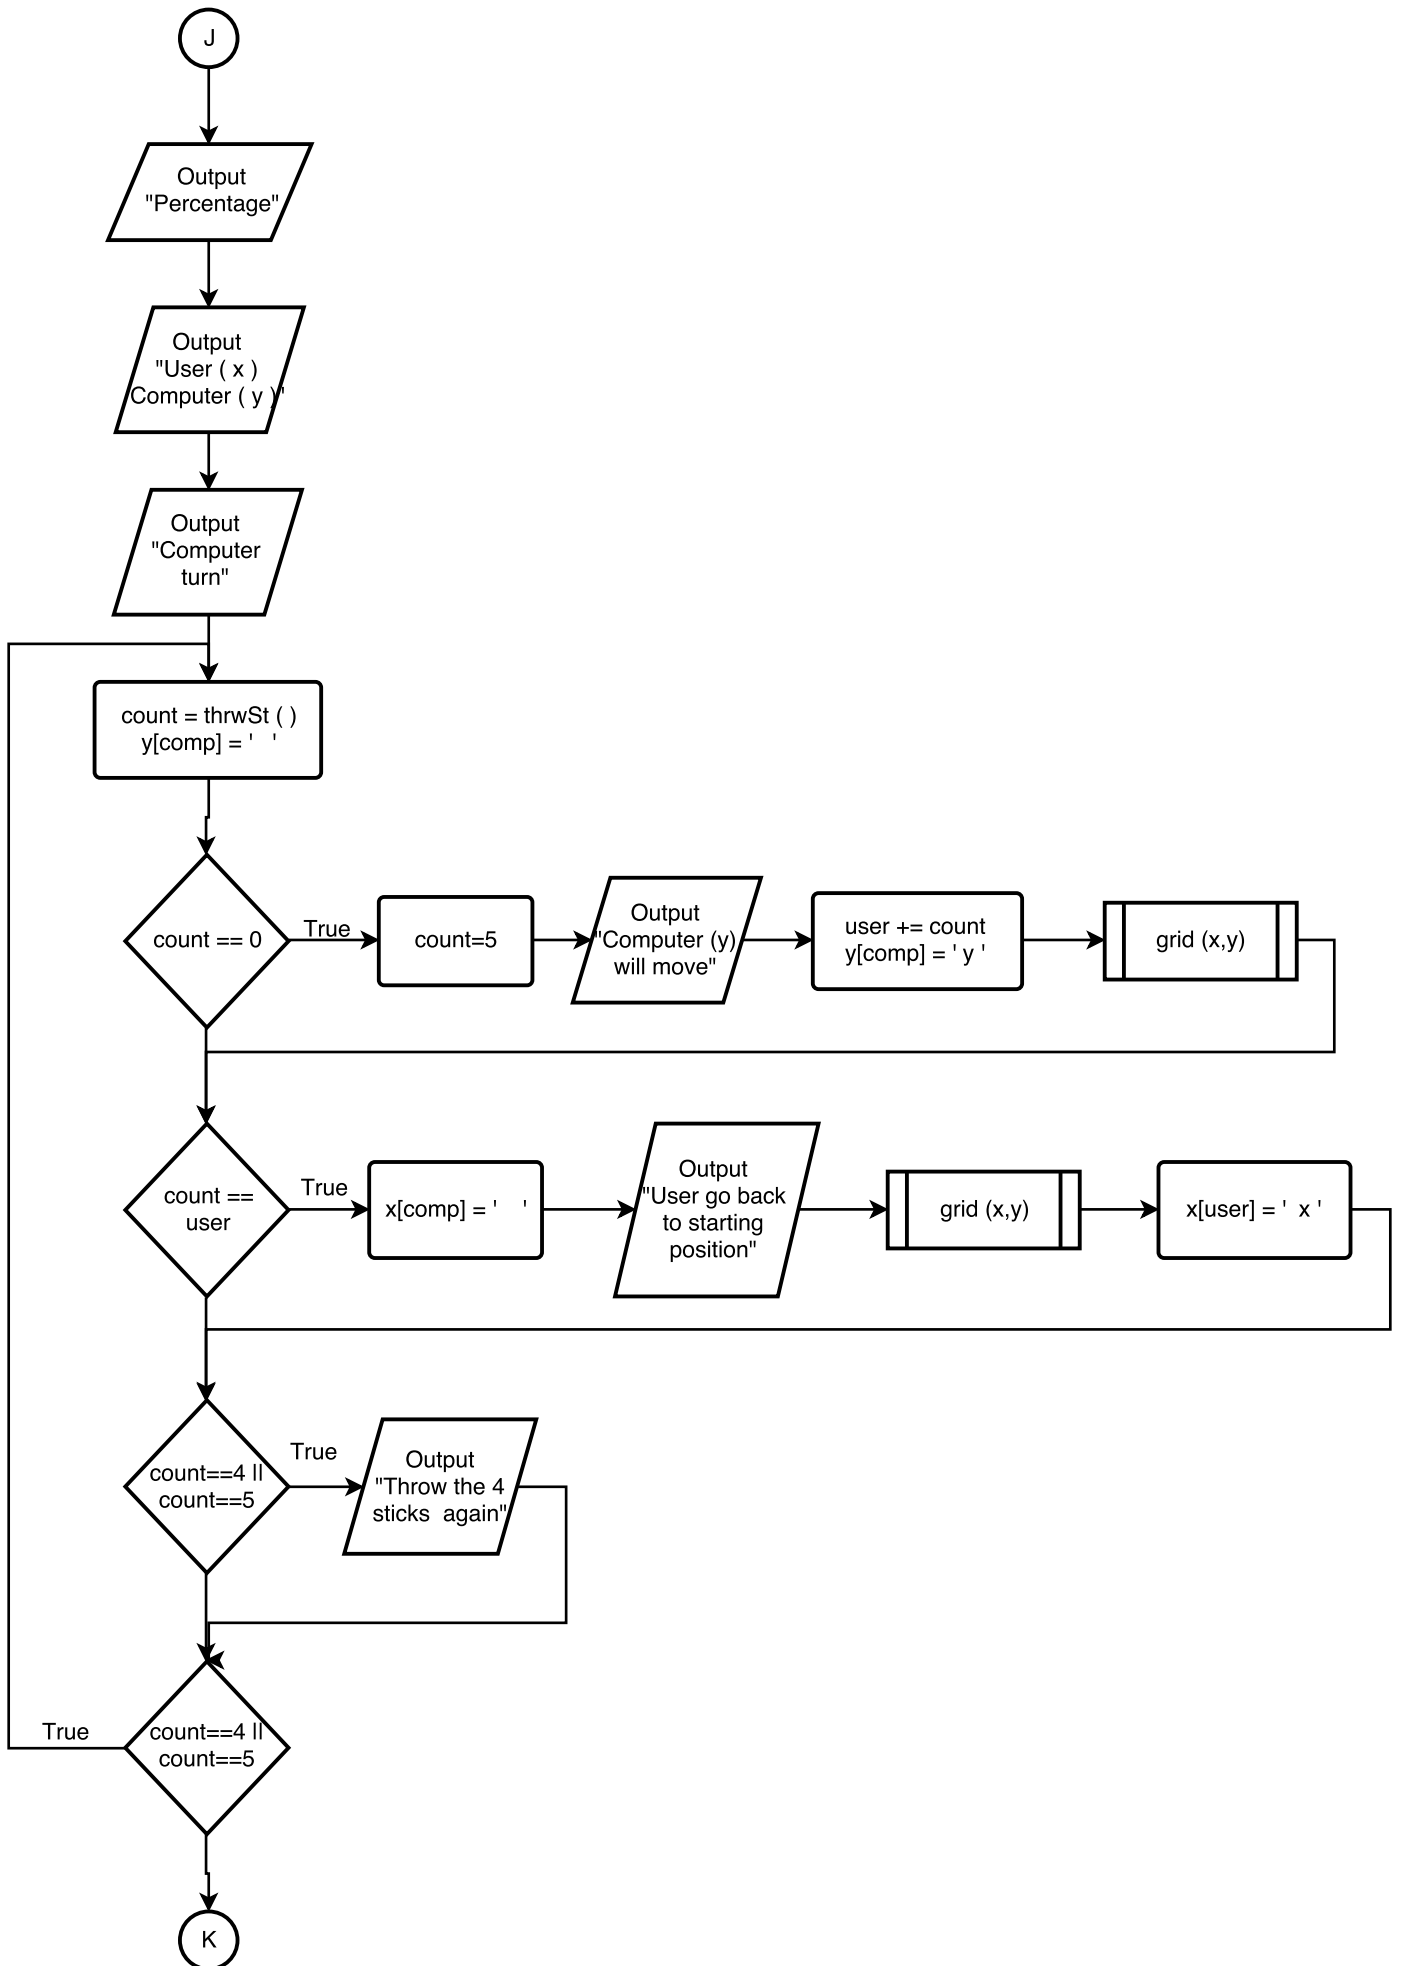 J
Output
"Percentage"
Output
"User ( x )
Computer ( y )"
Output
"Computer
turn"
count = thrwSt ( )
y[comp] = '   '
count == 0
True
count=5
Output
"Computer (y)
will move"
user += count
y[comp] = ' y '
grid (x,y)
count ==
user
True
x[comp] = '    '
Output
"User go back
to starting
position"
grid (x,y)
x[user] = '  x '
count==4 ||
count==5
True
Output
"Throw the 4
sticks  again"
count==4 ||
count==5
True
K